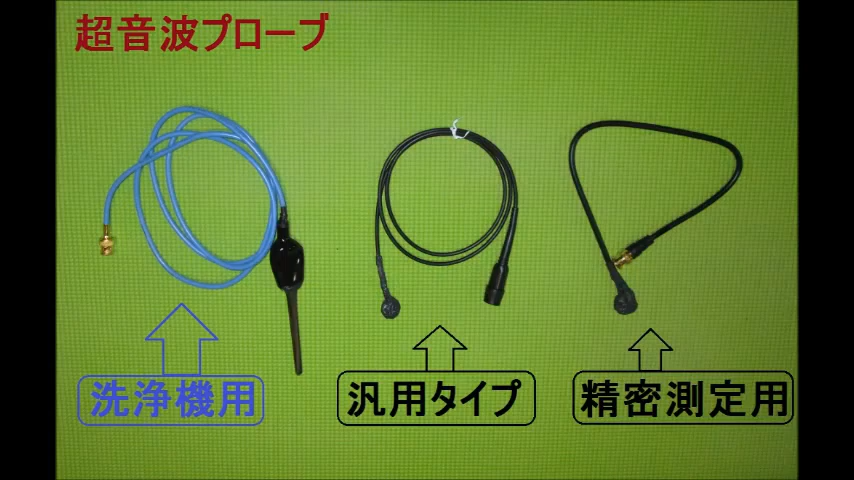 超音波プローブ
洗浄機用
汎用タイプ
精密測定用